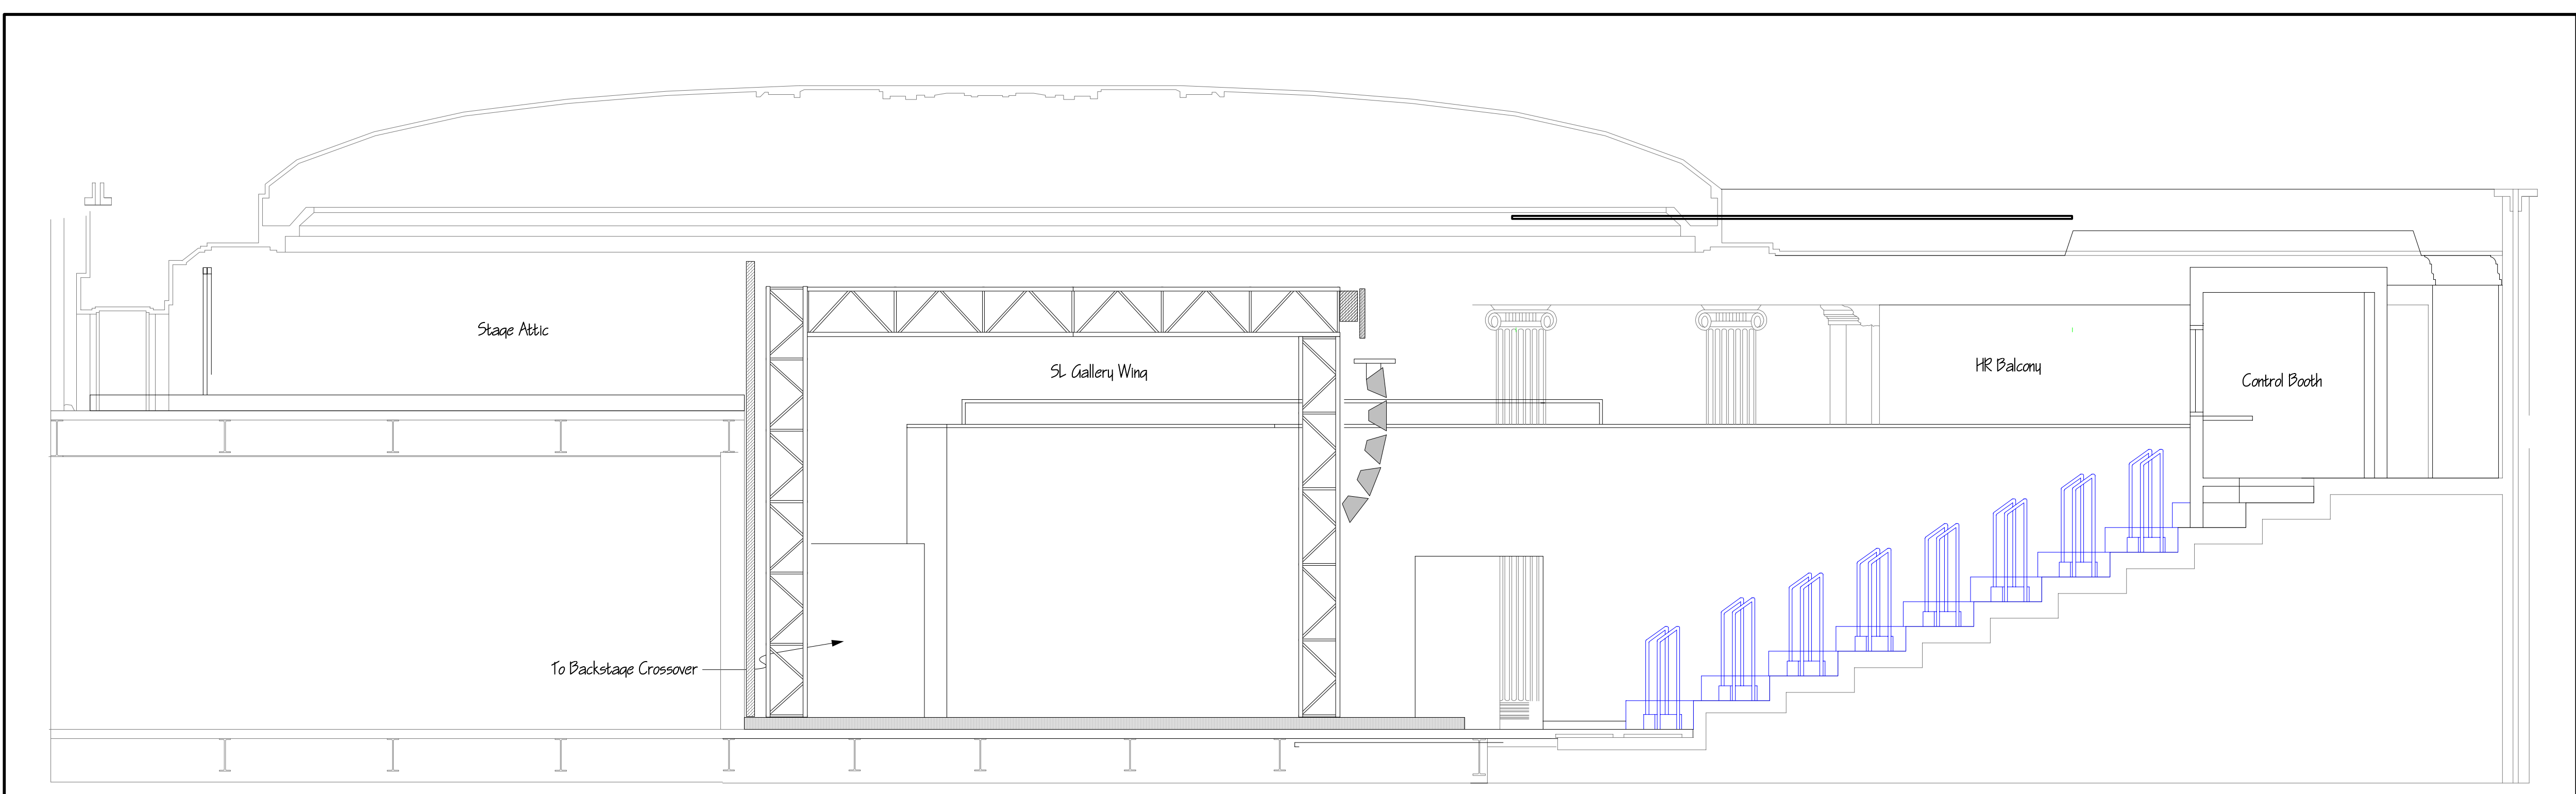 Stage Attic
SL Gallery Wing
HR Balcony
Control Booth
To Backstage Crossover